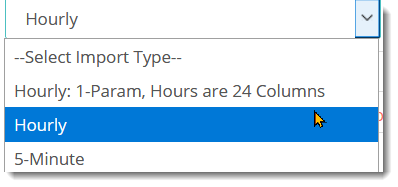 Hourly
--Select Import Type--
Hourly: 1-Param, Hours are 24 Columns
Hourly
5-Minute